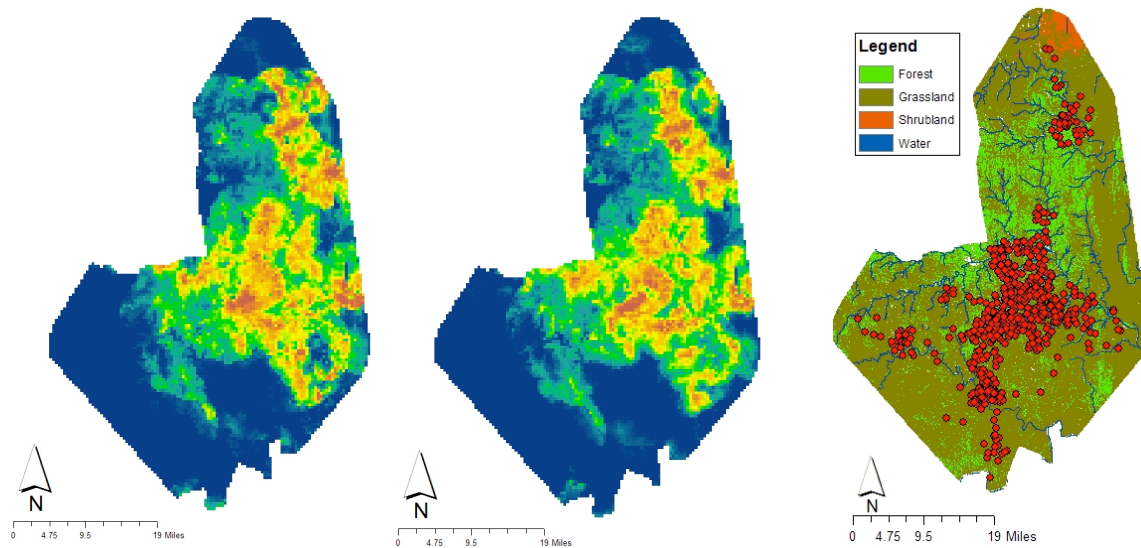 Legend
Forest
Grassland
Shrubland
Water
N
0 4.75 9.5 19 Miles
N
0 4.75 9.5 19 Miles
N
0 4.75 9.5 19 Miles